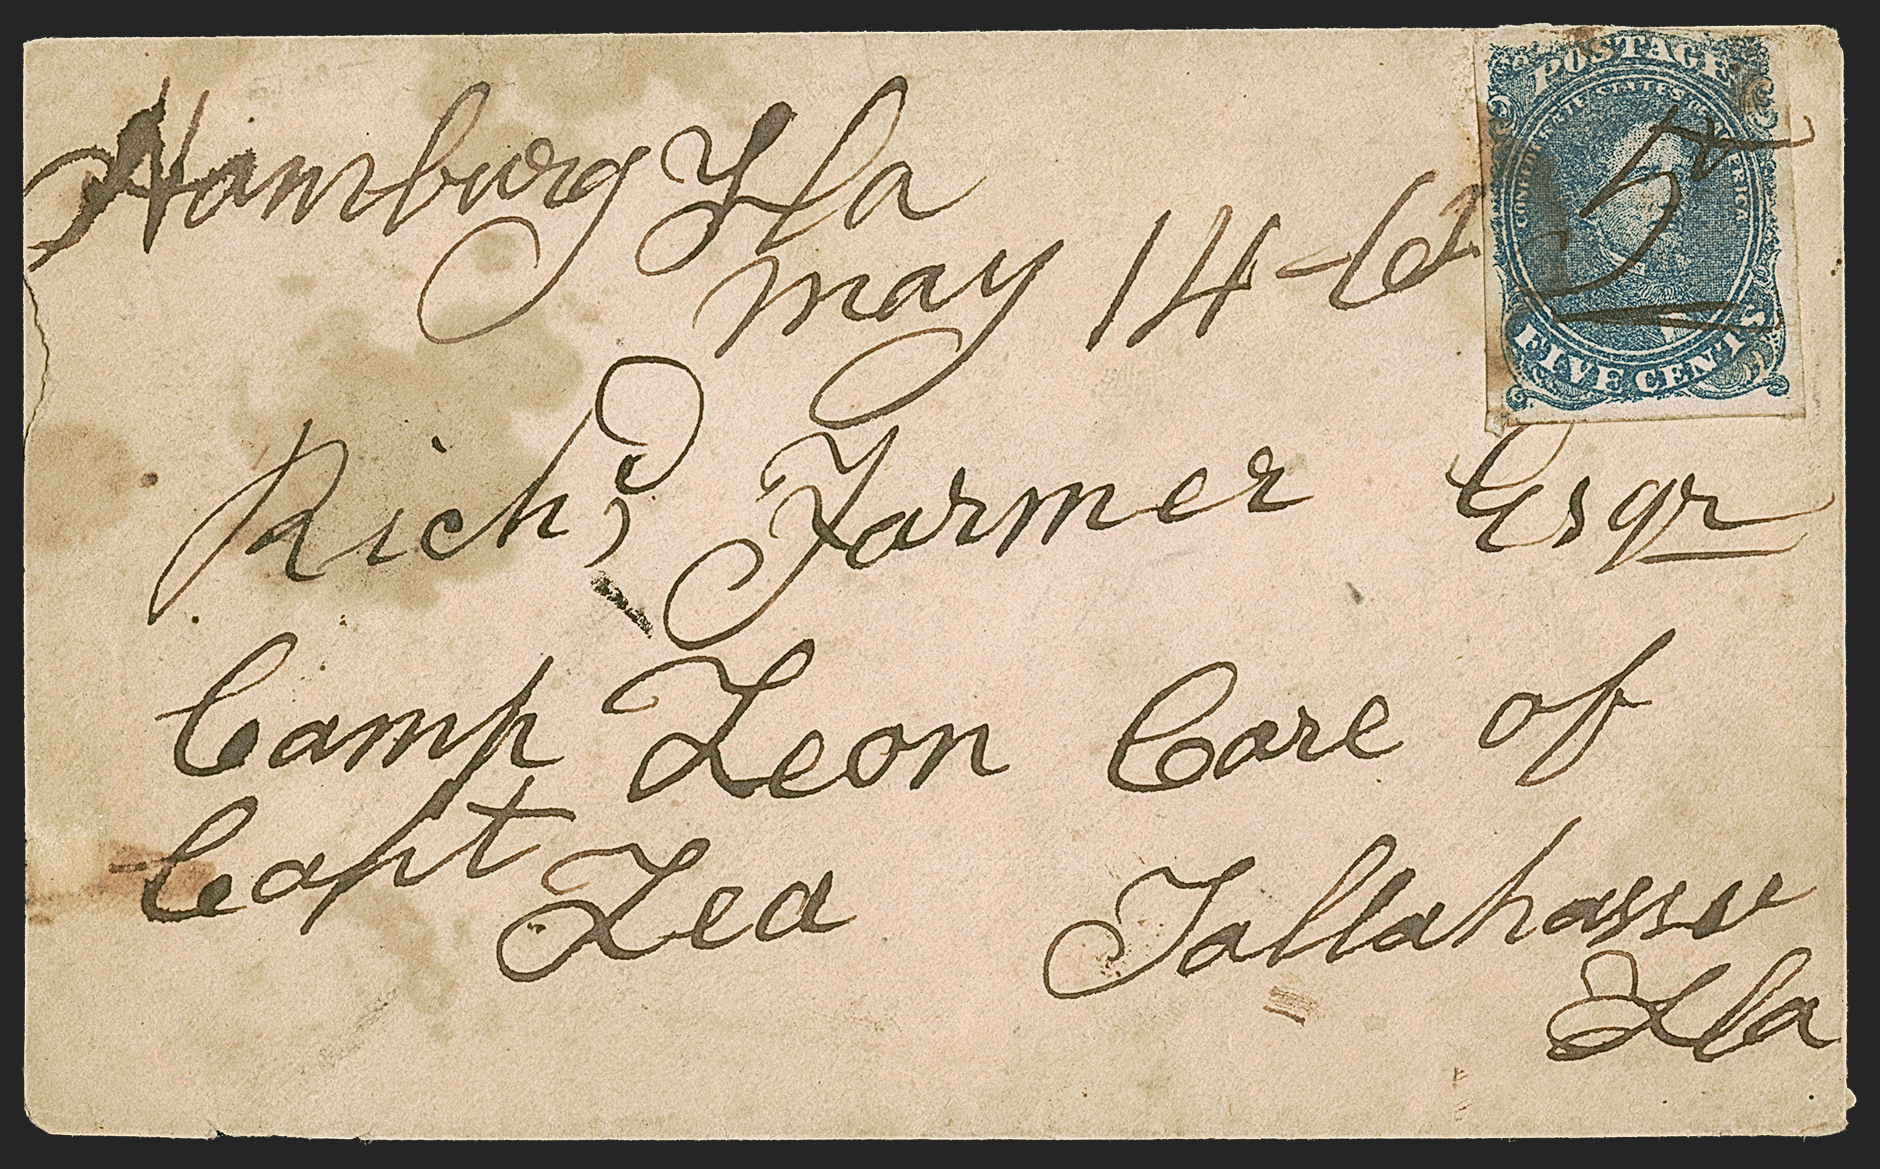 Hamburg Fla
May 14-62
POSTAGE
CONFEDERATE STATES OF AMERICA
5
FIVE CENTS
Richd Farmer Esqr
Camp Leon Care of
Capt Lea Tallahassee
Fla